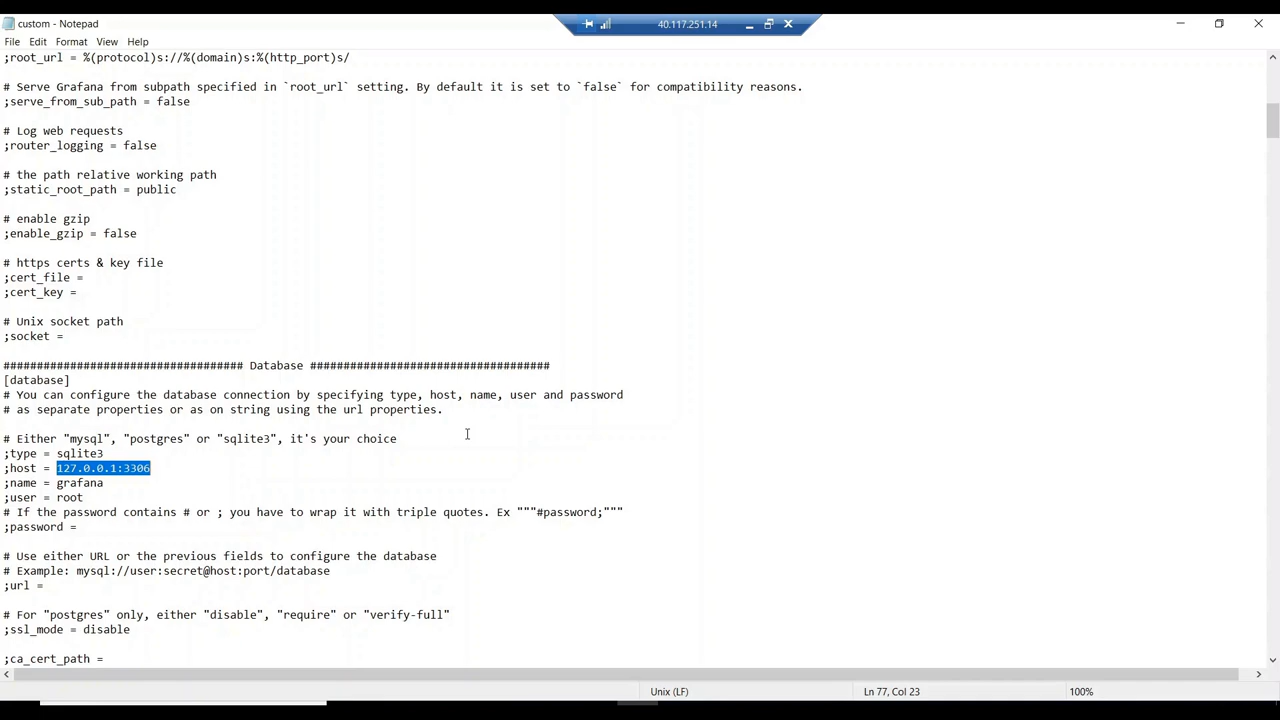 custom - Notepad
40.117.251.14
File Edit Format View Help
;root_url = %(protocol)s://%(domain)s:%(http_port)s/
# Serve Grafana from subpath specified in `root_url` setting. By default it is set to `false` for compatibility reasons.
;serve_from_sub_path = false
# Log web requests
;router_logging = false
# the path relative working path
;static_root_path = public
# enable gzip
;enable_gzip = false
# https certs & key file
;cert_file =
;cert_key =
# Unix socket path
;socket =
#################################### Database ####################################
[database]
# You can configure the database connection by specifying type, host, name, user and password
# as separate properties or as on string using the url properties.
# Either "mysql", "postgres" or "sqlite3", it's your choice
;type = sqlite3
;host = 127.0.0.1:3306
;name = grafana
;user = root
# If the password contains # or ; you have to wrap it with triple quotes. Ex """#password;"""
;password =
# Use either URL or the previous fields to configure the database
# Example: mysql://user:secret@host:port/database
;url =
# For "postgres" only, either "disable", "require" or "verify-full"
;ssl_mode = disable
;ca_cert_path =
Unix (LF)
Ln 77, Col 23
100%